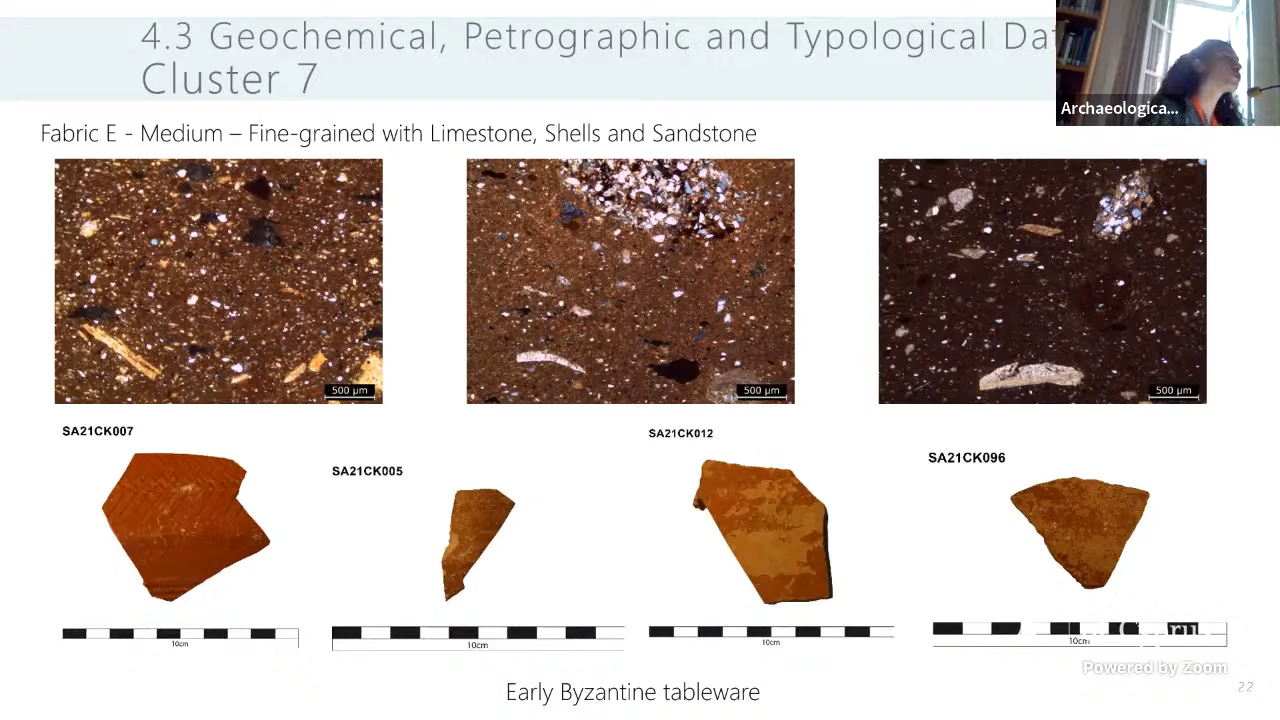 4.3 Geochemical, Petrographic and Typological
Cluster 7
Archaeologica...
Fabric E - Medium – Fine-grained with Limestone, Shells and Sandstone
500 µm
500 µm
500 µm
SA21CK007
SA21CK005
SA21CK012
SA21CK096
10cm
10cm
10cm
10cm
Powered by Zoom
Early Byzantine tableware
22